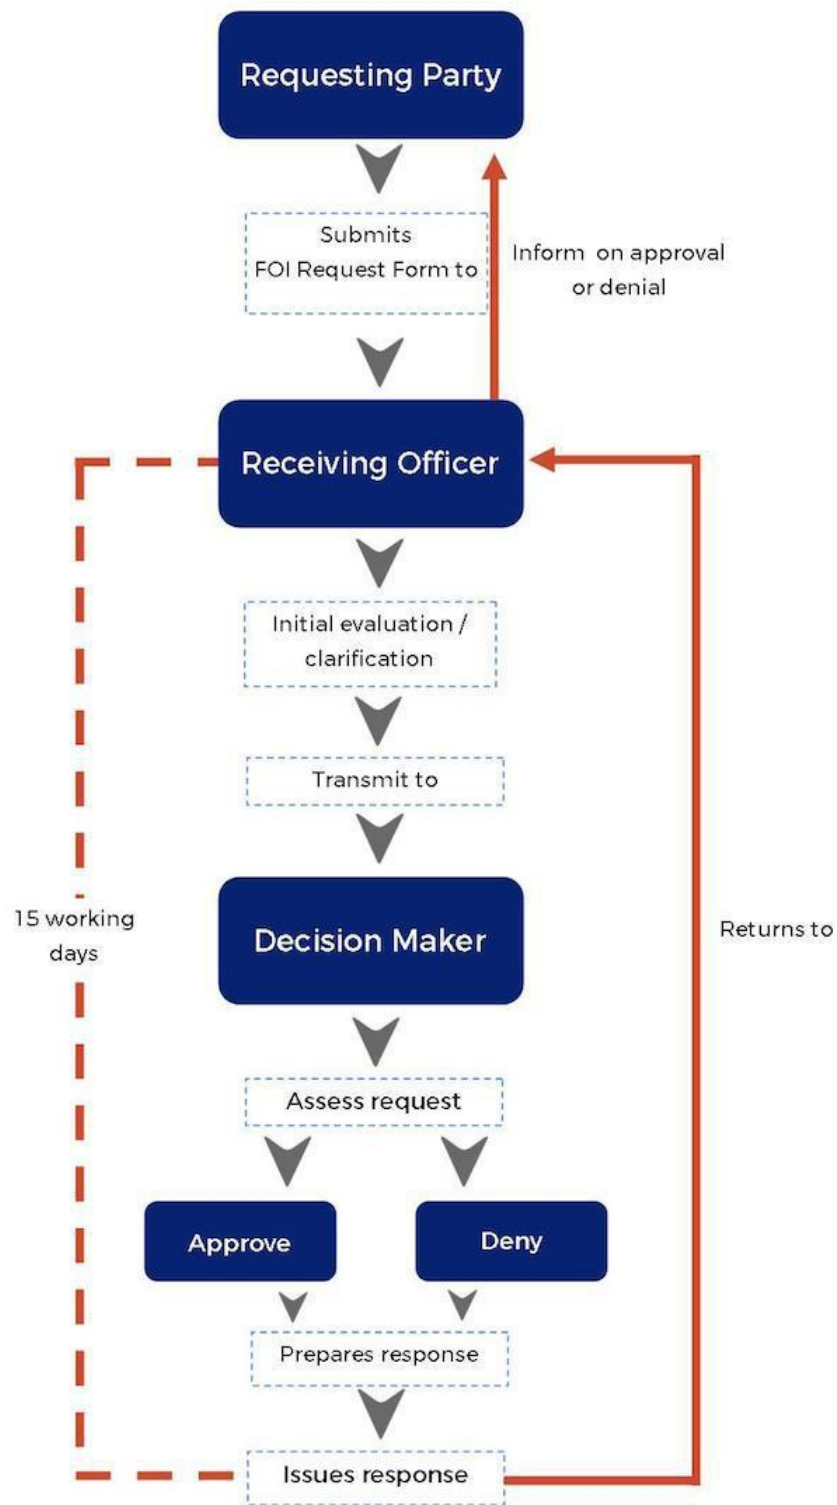 Requesting Party
Submits
FOI Request Form to
Inform on approval
or denial
Receiving Officer
Initial evaluation /
clarification
Transmit to
15 working
days
Decision Maker
Returns to
Assess request
Approve
Deny
Prepares response
Issues response